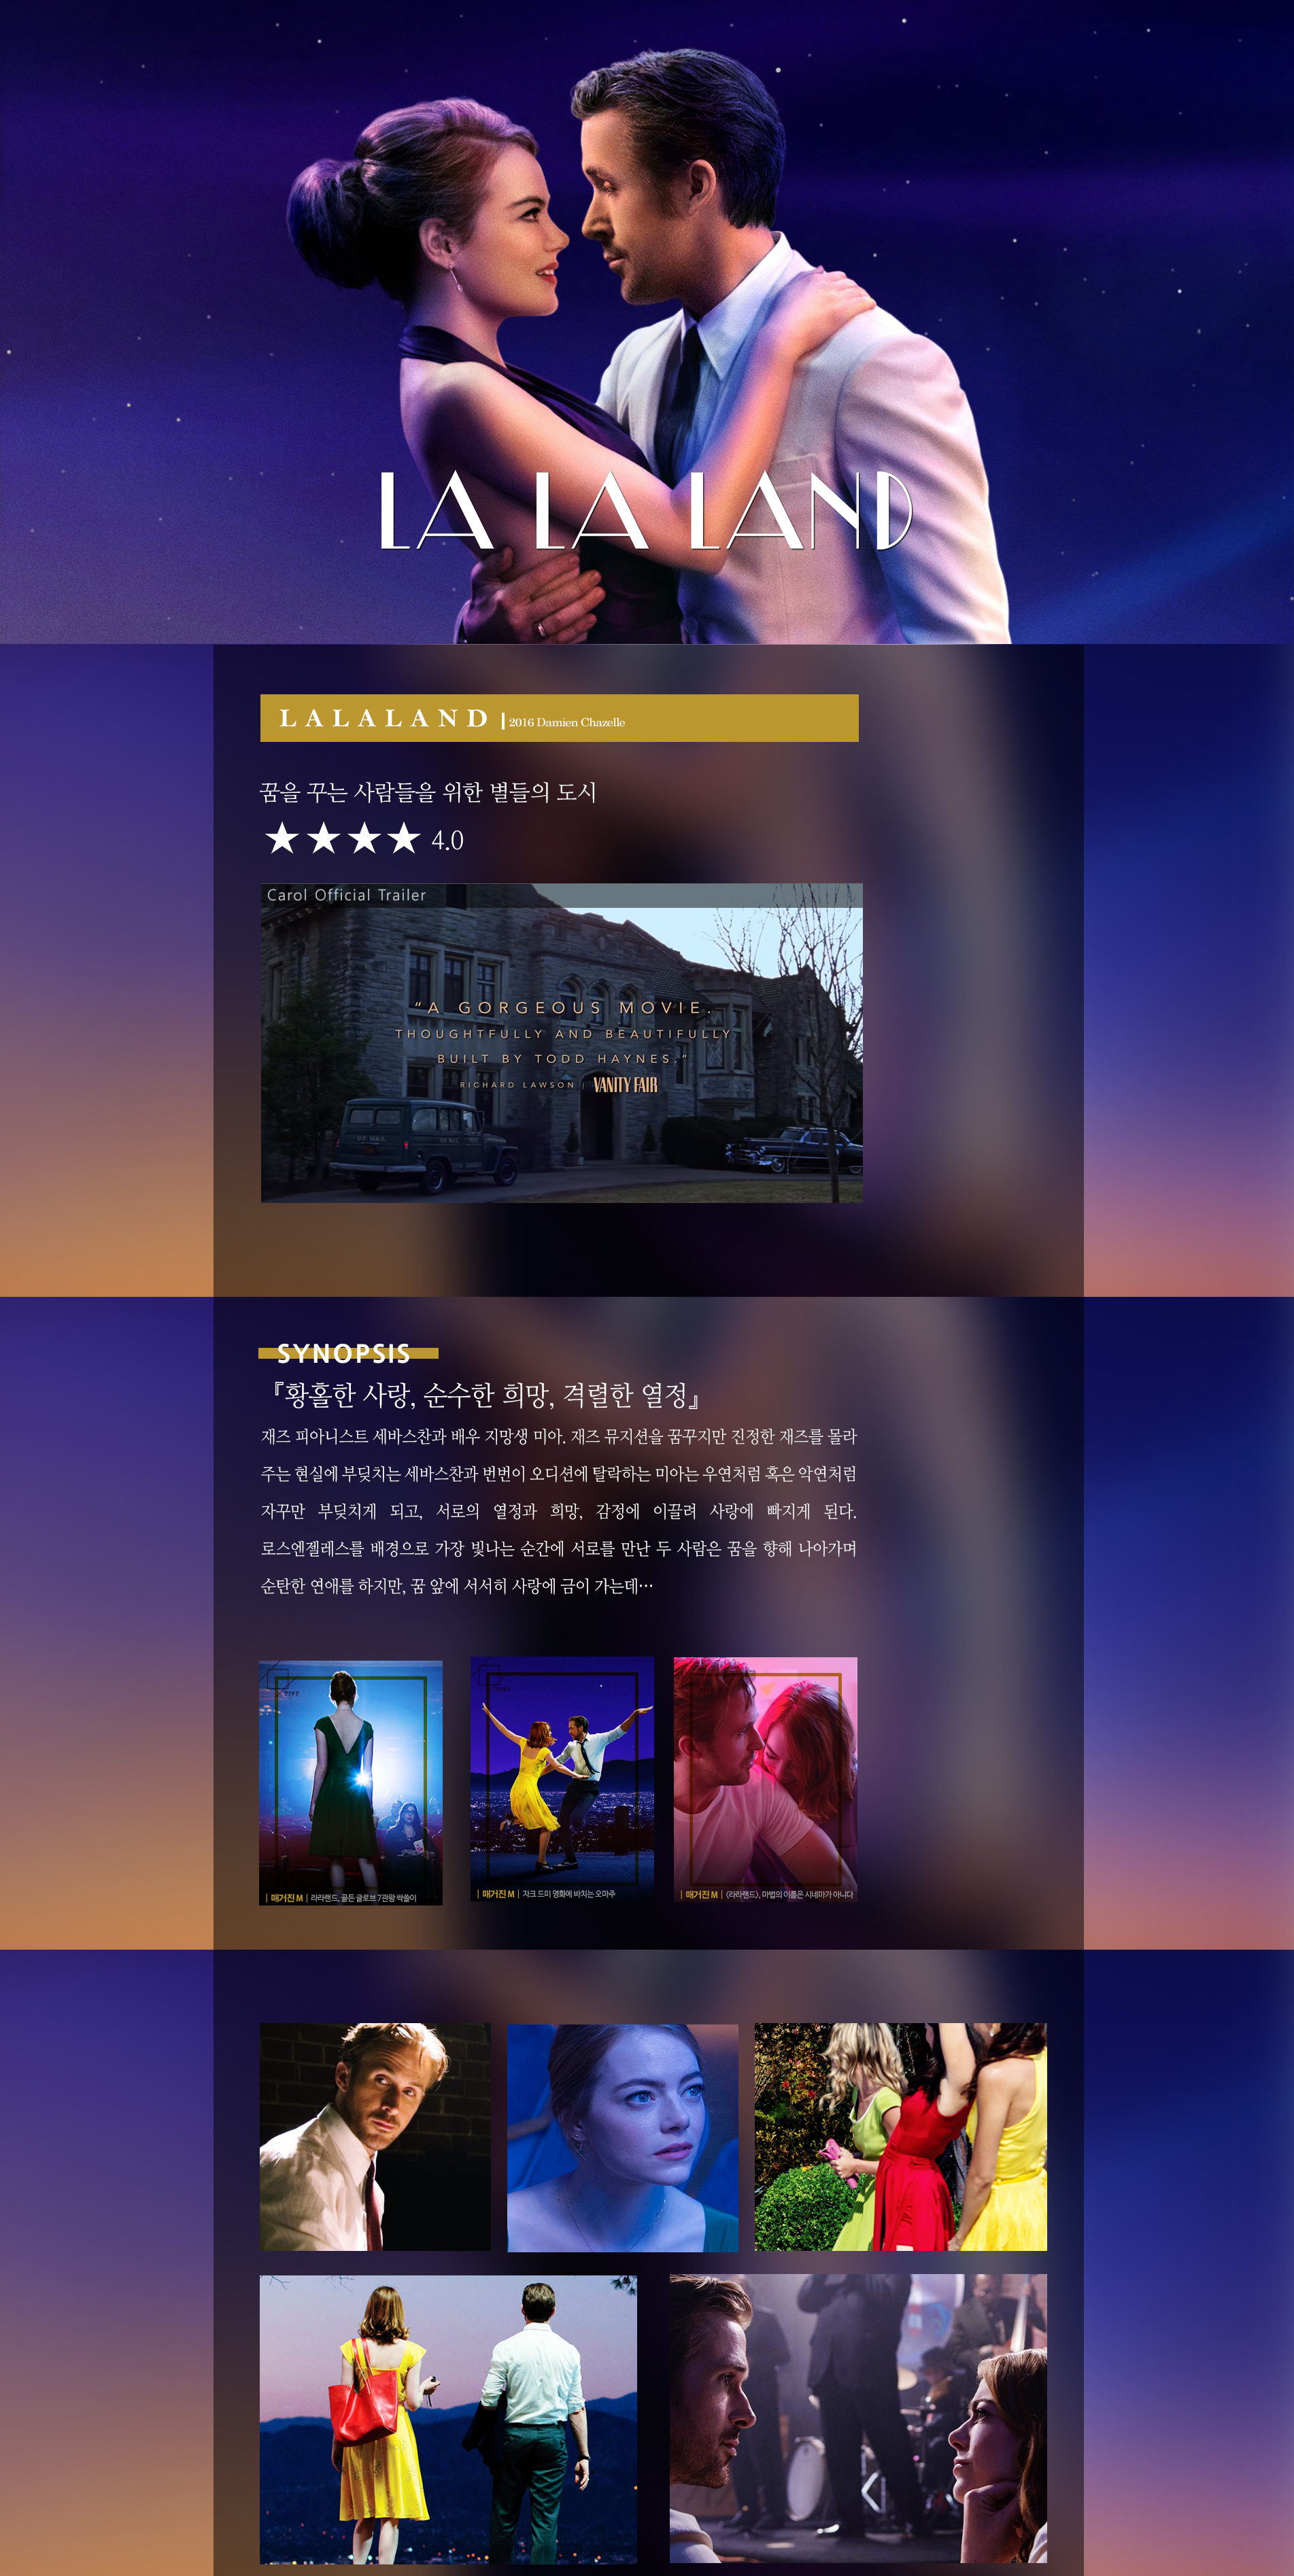 LA LA LAND
LALALAND | 2016 Damien Chazelle
꿈을 꾸는 사람들을 위한 별들의 도시
★★★★ 4.0
Carol Official Trailer
“A GORGEOUS MOVIE.
THOUGHTFULLY AND BEAUTIFULLY
BUILT BY TODD HAYNES.”
RICHARD LAWSON | VANITY FAIR
U.S. MAIL
SYNOPSIS
『황홀한 사랑, 순수한 희망, 격렬한 열정』
재즈 피아니스트 세바스찬과 배우 지망생 미아. 재즈 뮤지션을 꿈꾸지만 진정한 재즈를 몰라
주는 현실에 부딪치는 세바스찬과 번번이 오디션에 탈락하는 미아는 우연처럼 혹은 악연처럼
자꾸만 부딪치게 되고, 서로의 열정과 희망, 감정에 이끌려 사랑에 빠지게 된다.
로스엔젤레스를 배경으로 가장 빛나는 순간에 서로를 만난 두 사람은 꿈을 향해 나아가며
순탄한 연애를 하지만, 꿈 앞에 서서히 사랑에 금이 가는데…
| 매거진 M | 라라랜드, 골든 글로브 7관왕 싹쓸이
| 매거진 M | 자크 드미 영화에 바치는 오마주
| 매거진 M | 〈라라랜드〉, 마법의 이름은 시네마가 아니다